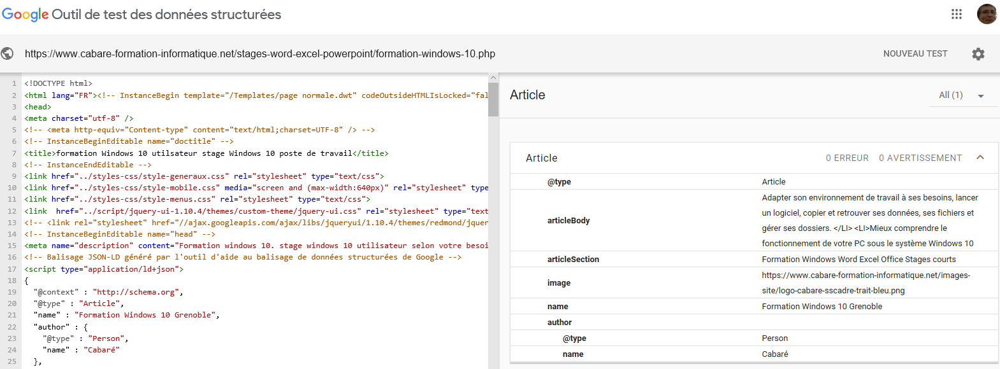 Google Outil de test des données structurées
https://www.cabare-formation-informatique.net/stages-word-excel-powerpoint/formation-windows-10.php
NOUVEAU TEST
1 <!DOCTYPE html>
2 <html lang="FR"><!-- InstanceBegin template="/Templates/page normale.dwt" codeOutsideHTMLIsLocked="fal
3 <head>
4 <meta charset="utf-8" />
5 <!-- <meta http-equiv="Content-type" content="text/html;charset=UTF-8" /> -->
6 <!-- InstanceBeginEditable name="doctitle" -->
7 <title>formation Windows 10 utilsateur stage Windows 10 poste de travail</title>
8 <!-- InstanceEndEditable -->
9 <link href="../styles-css/style-generaux.css" rel="stylesheet" type="text/css">
10 <link href="../styles-css/style-mobile.css" media="screen and (max-width:640px)" rel="stylesheet" type
11 <link href="../styles-css/style-menus.css" rel="stylesheet" type="text/css">
12 <link  href="../script/jquery-ui-1.10.4/themes/custom-theme/jquery-ui.css" rel="stylesheet" type="text
13 <!-- <link rel="stylesheet" href="//ajax.googleapis.com/ajax/libs/jqueryui/1.10.4/themes/redmond/jquer
14 <!-- InstanceBeginEditable name="head" -->
15 <meta name="description" content="Formation windows 10. stage windows 10 utilisateur selon votre besoi
16 <!-- Balisage JSON-LD généré par l'outil d'aide au balisage de données structurées de Google -->
17 <script type="application/ld+json">
18 {
19 "@context" : "http://schema.org",
20 "@type" : "Article",
21 "name" : "Formation Windows 10 Grenoble",
22 "author" : {
23 "@type" : "Person",
24 "name" : "Cabaré"
25 },
Article
All (1)
Article 0 ERREUR 0 AVERTISSEMENT
@type Article
articleBody Adapter son environnement de travail à ses besoins, lancer
un logiciel, copier et retrouver ses données, ses fichiers et
gérer ses dossiers. </LI> <LI>Mieux comprendre le
fonctionnement de votre PC sous le système Windows 10
articleSection Formation Windows Word Excel Office Stages courts
image https://www.cabare-formation-informatique.net/images-
site/logo-cabare-sscadre-trait-bleu.png
name Formation Windows 10 Grenoble
author
@type Person
name Cabaré